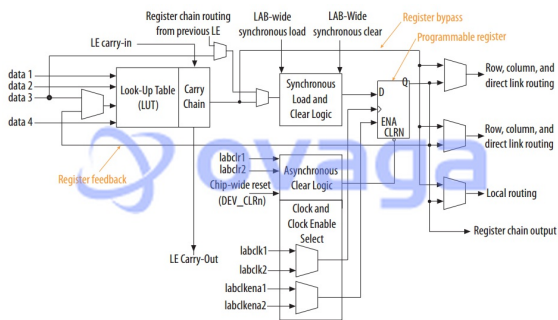 Register chain routing
from previous LE
LAB-wide
synchronous load
LAB-Wide
synchronous clear
Register bypass
Programmable register
LE carry-in
data 1
data 2
data 3
data 4
Look-Up Table
(LUT)
Carry
Chain
Synchronous
Load and
Clear Logic
D
Q
ENA
CLRN
Row, column, and
direct link routing
Row, column, and
direct link routing
Local routing
Register chain output
Register feedback
labclr1
labclr2
Chip-wide reset
(DEV_CLRn)
Asynchronous
Clear Logic
Clock and
Clock Enable
Select
labclk1
labclk2
labclkena1
labclkena2
LE Carry-Out
ovaga